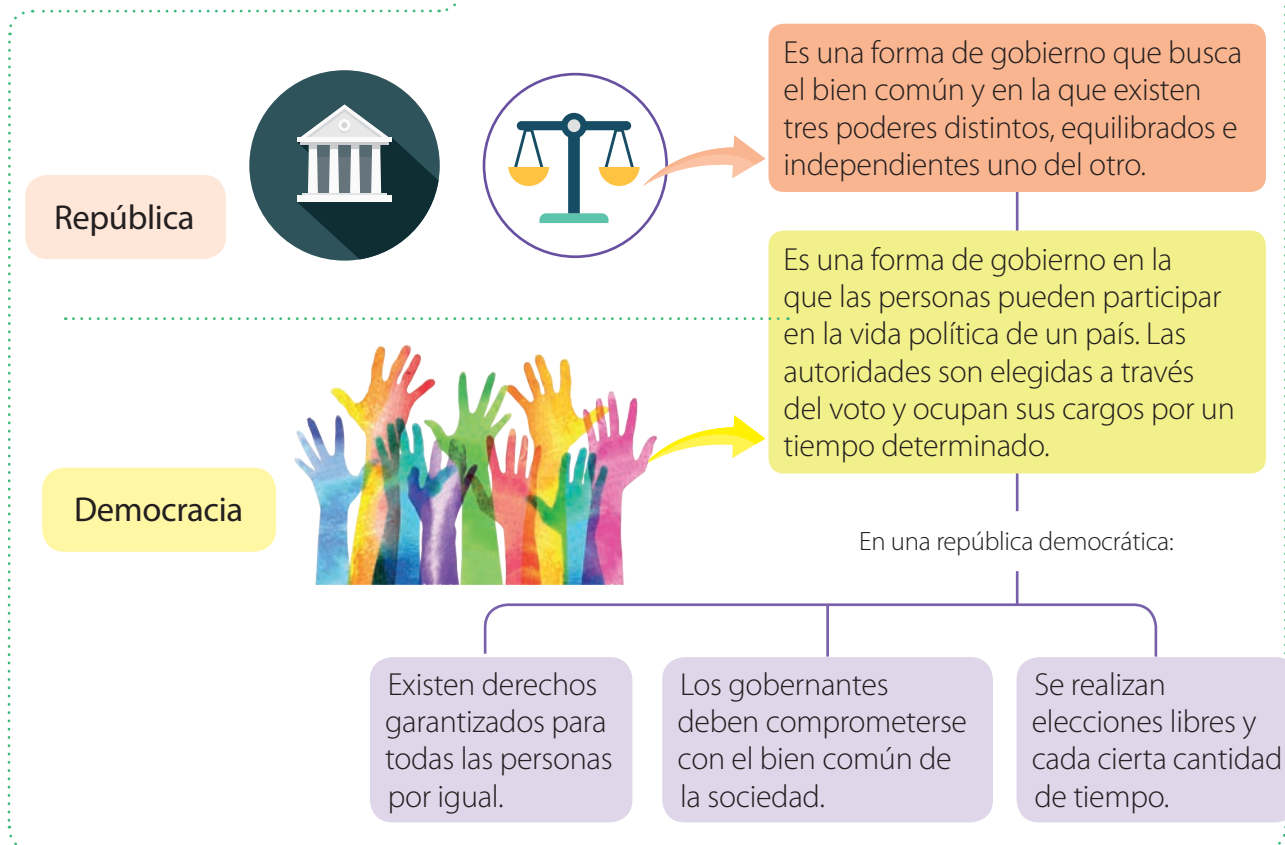 República
Es una forma de gobierno que busca
el bien común y en la que existen
tres poderes distintos, equilibrados e
independientes uno del otro.
Democracia
Es una forma de gobierno en la
que las personas pueden participar
en la vida política de un país. Las
autoridades son elegidas a través
del voto y ocupan sus cargos por un
tiempo determinado.
En una república democrática:
Existen derechos
garantizados para
todas las personas
por igual.
Los gobernantes
deben comprometerse
con el bien común de
la sociedad.
Se realizan
elecciones libres y
cada cierta cantidad
de tiempo.